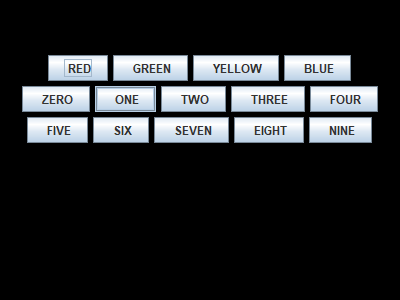 RED GREEN YELLOW BLUE
ZERO ONE TWO THREE FOUR
FIVE SIX SEVEN EIGHT NINE